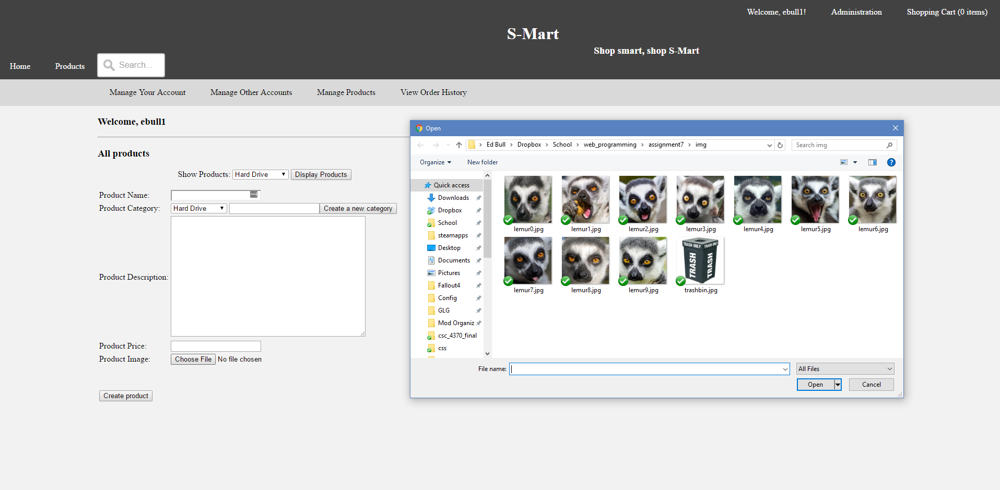 Welcome, ebull1! Administration Shopping Cart (0 items)
S-Mart
Shop smart, shop S-Mart
Home Products Search...
Manage Your Account Manage Other Accounts Manage Products View Order History
Welcome, ebull1
All products
Show Products: Hard Drive Display Products
Product Name:
Product Category: Hard Drive Create a new category
Product Description:
Product Price:
Product Image: Choose File No file chosen
Create product
Open
Ed Bull Dropbox School web_programming assignment7 img Search img
Organize New folder
Quick access
Downloads
Dropbox
School
steamapps
Desktop
Documents
Pictures
Fallout4
Config
GLG
Mod Organiz
csc_4370_final
css
lemur0.jpg lemur1.jpg lemur2.jpg lemur3.jpg lemur4.jpg lemur5.jpg lemur6.jpg
TRASH ONLY TRASH ONLY
TRASH TRASH
lemur7.jpg lemur8.jpg lemur9.jpg trashbin.jpg
File name: All Files
Open Cancel